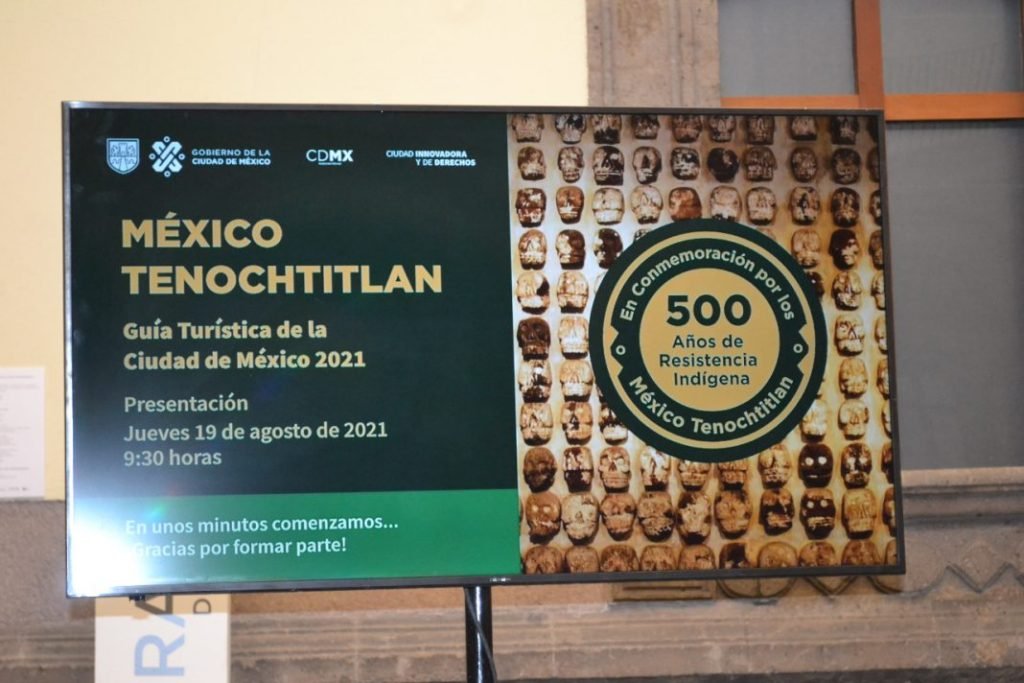 GOBIERNO DE LA
CIUDAD DE MÉXICO
CDMX
CIUDAD INNOVADORA
Y DE DERECHOS
MÉXICO
TENOCHTITLAN
Guía Turística de la
Ciudad de México 2021
Presentación
Jueves 19 de agosto de 2021
9:30 horas
En unos minutos comenzamos...
Gracias por formar parte!
En Conmemoración por los
500
Años de
Resistencia
Indígena
México Tenochtitlan
RA
D